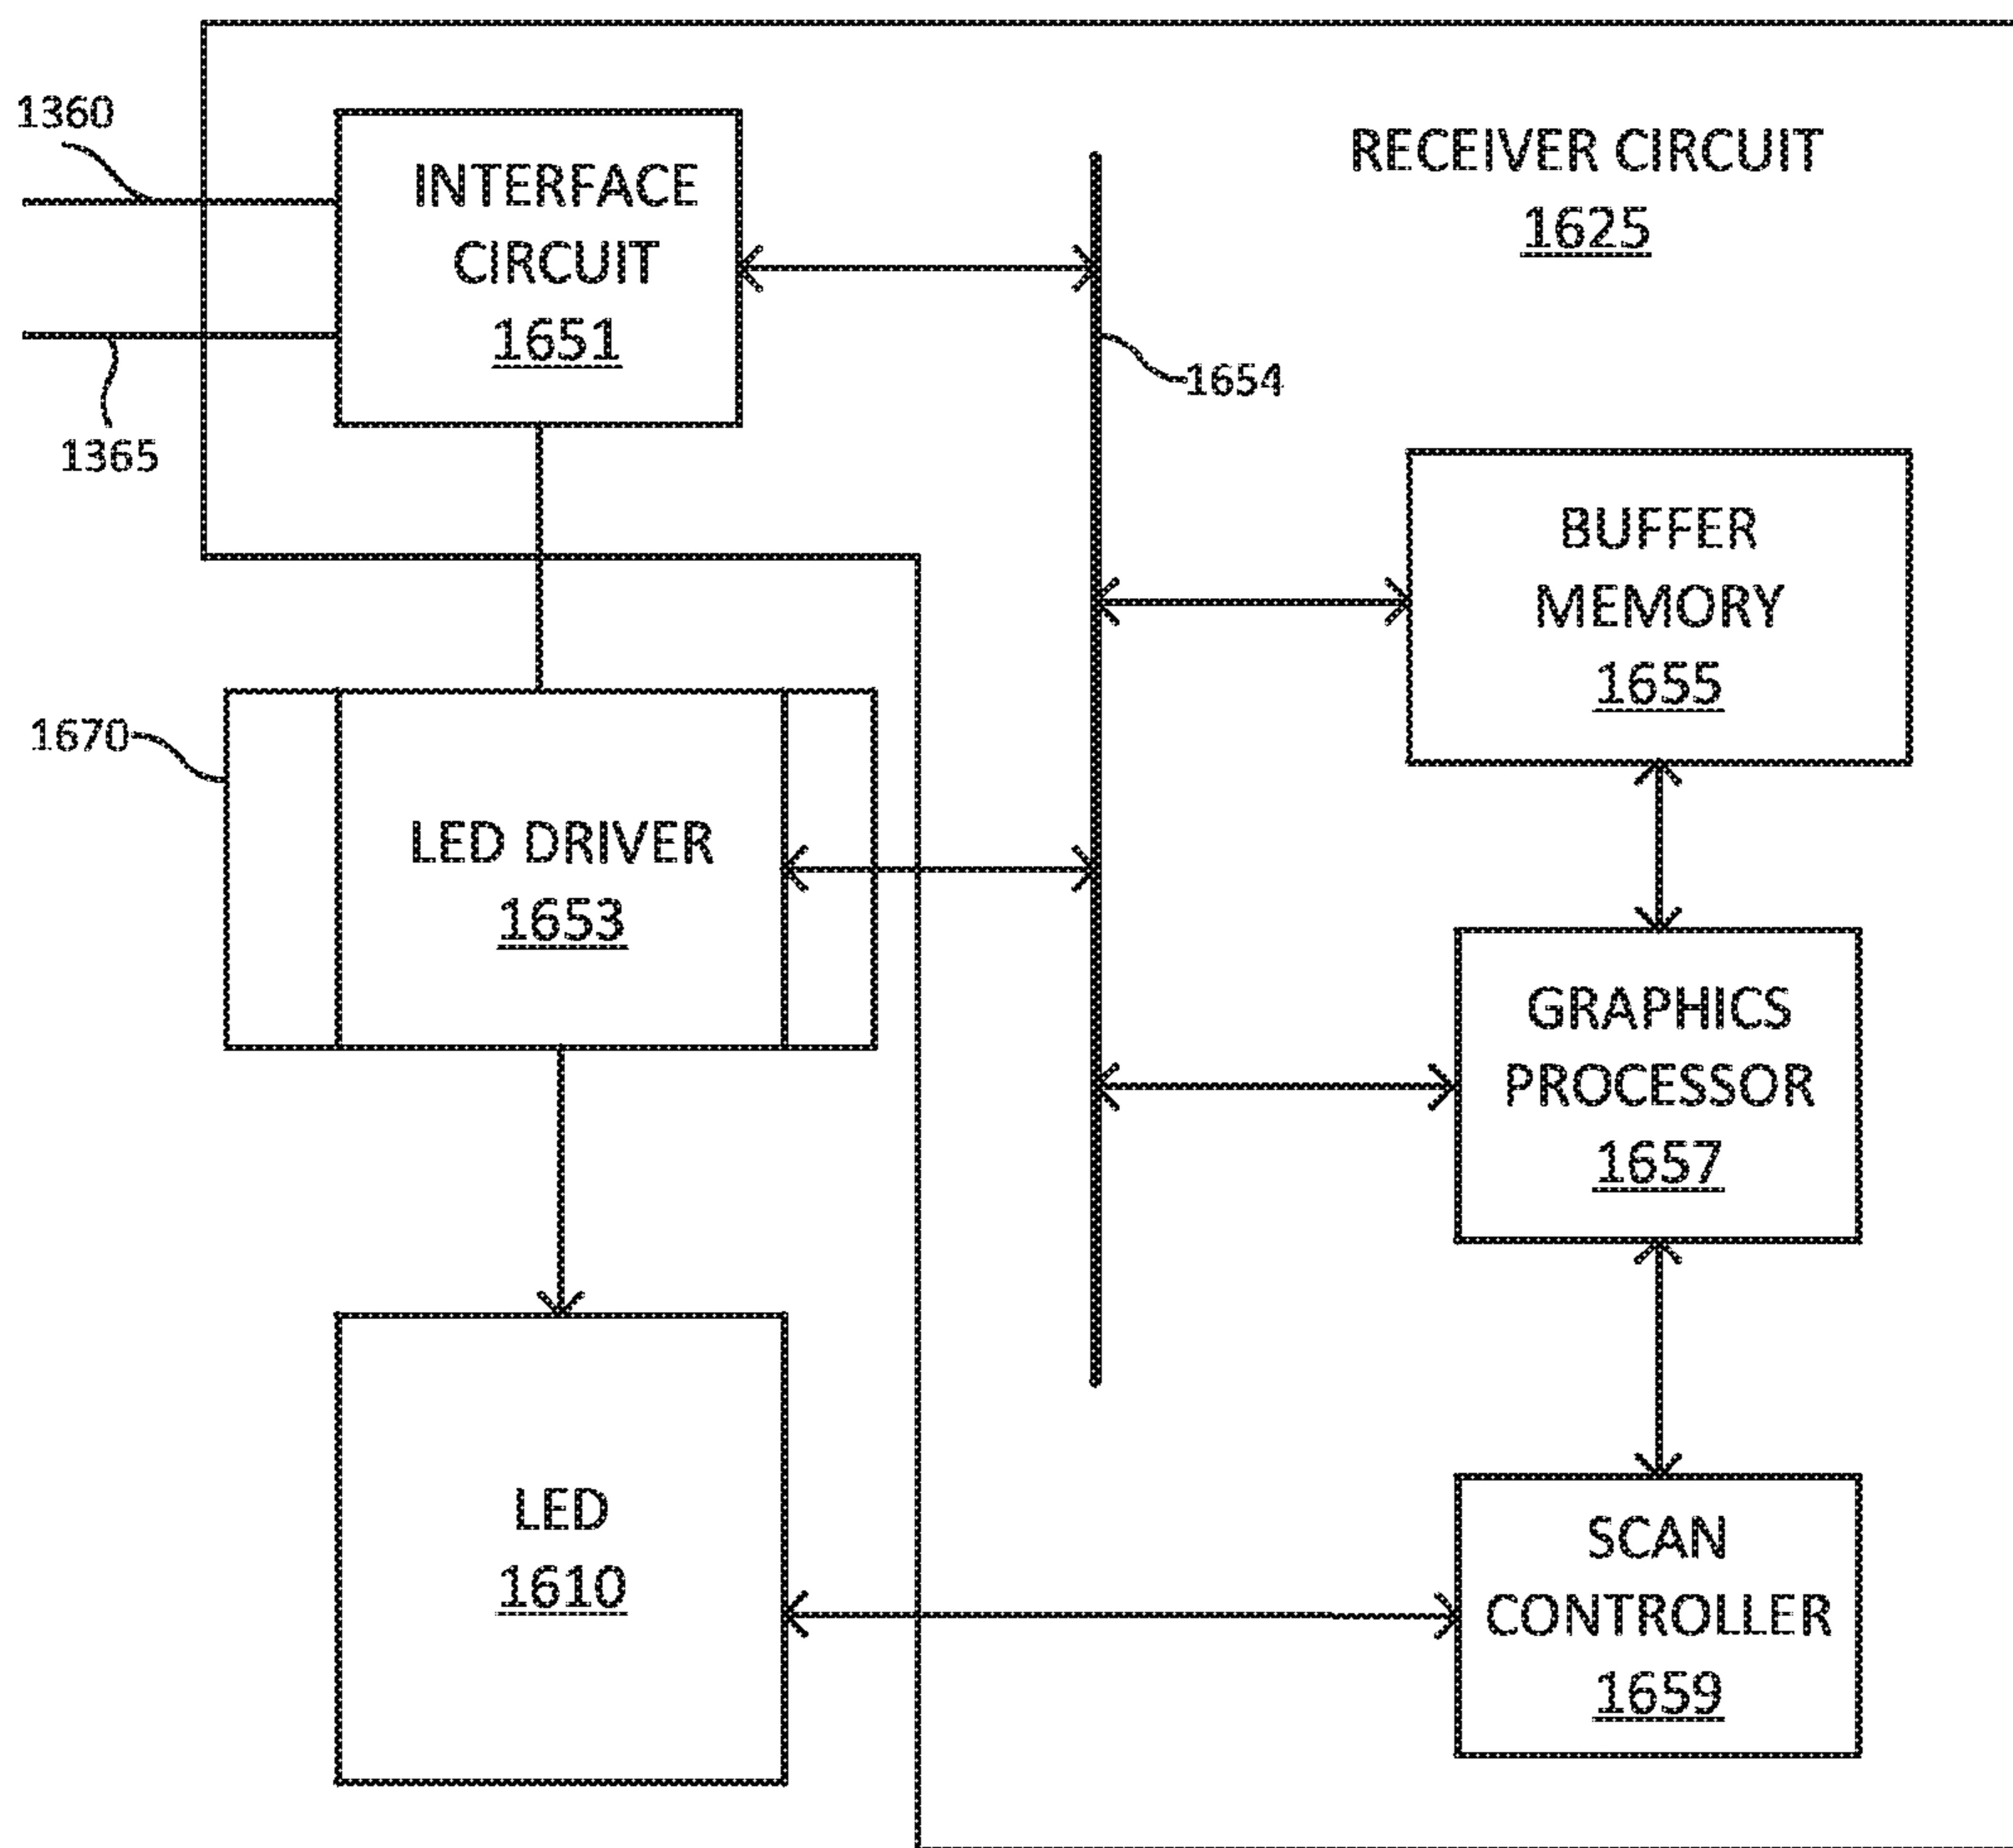 1360
INTERFACE
CIRCUIT
1651
RECEIVER CIRCUIT
1625
1654
1365
BUFFER
MEMORY
1655
1670
LED DRIVER
1653
GRAPHICS
PROCESSOR
1657
LED
1610
SCAN
CONTROLLER
1659